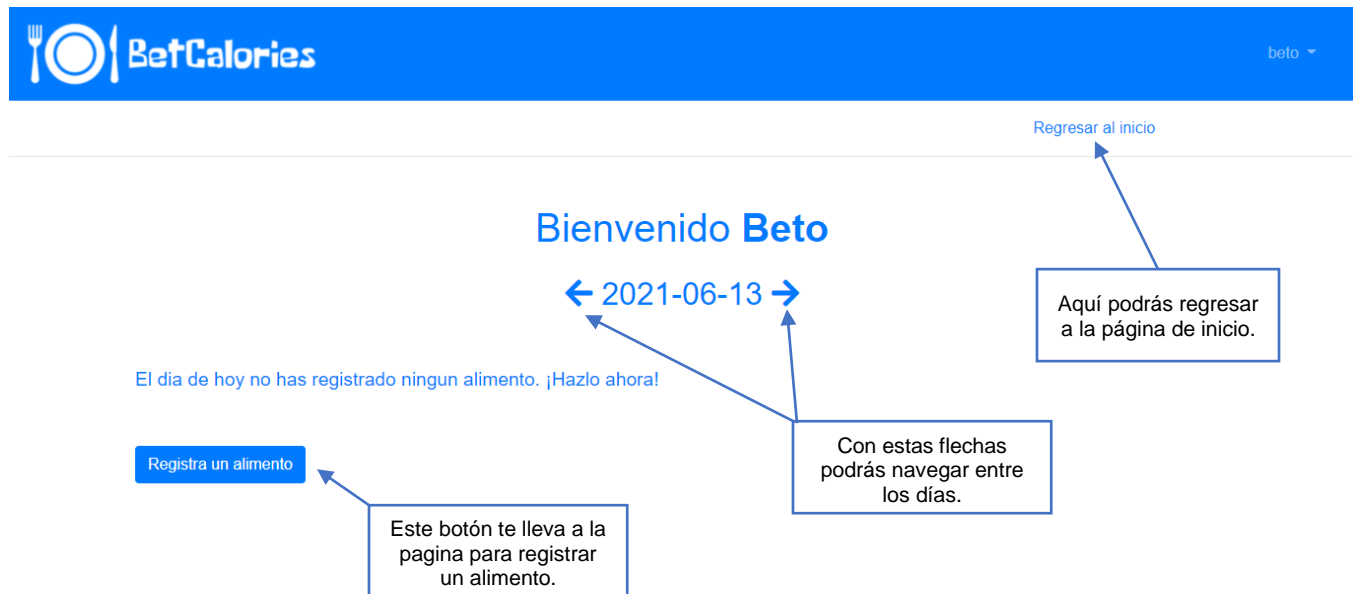 BetCalories
beto
Regresar al inicio
Bienvenido Beto
2021-06-13
Aquí podrás regresar
a la página de inicio.
El dia de hoy no has registrado ningun alimento. ¡Hazlo ahora!
Con estas flechas
podrás navegar entre
los días.
Registra un alimento
Este botón te lleva a la
pagina para registrar
un alimento.